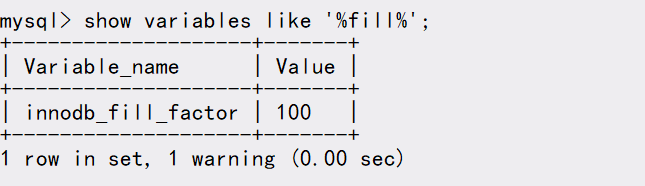 mysql> show variables like '%fill%';
+--------------------+-------+
| Variable_name      | Value |
+--------------------+-------+
| innodb_fill_factor | 100   |
+--------------------+-------+
1 row in set, 1 warning (0.00 sec)